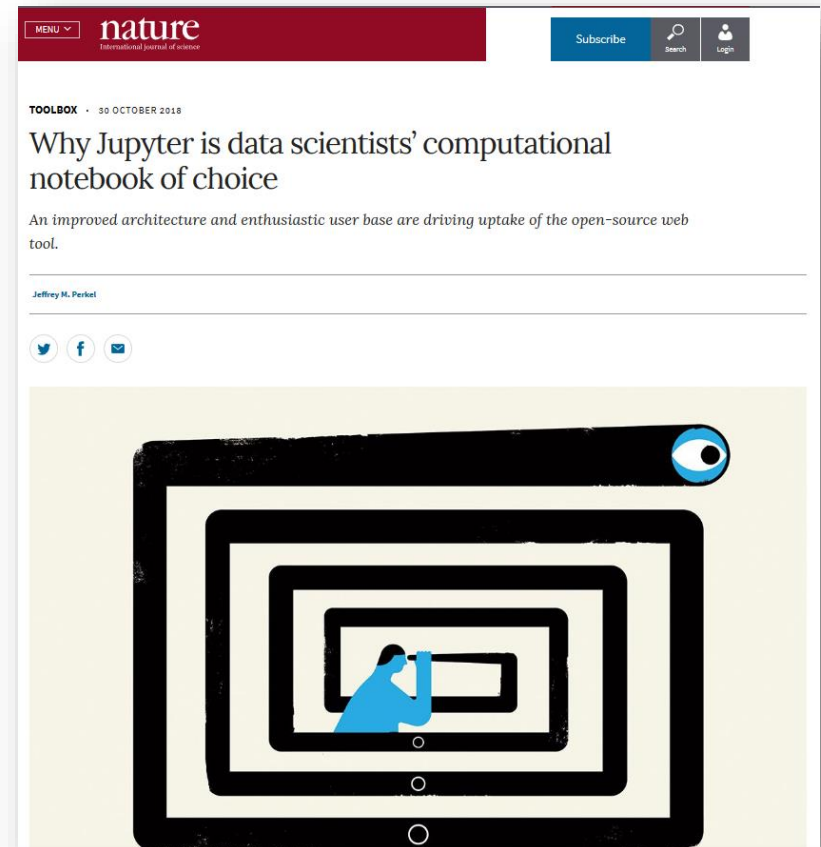 MENU
nature
International journal of science
Subscribe
Search
Login
TOOLBOX · 30 OCTOBER 2018
Why Jupyter is data scientists’ computational
notebook of choice
An improved architecture and enthusiastic user base are driving uptake of the open-source web
tool.
Jeffrey M. Perkel